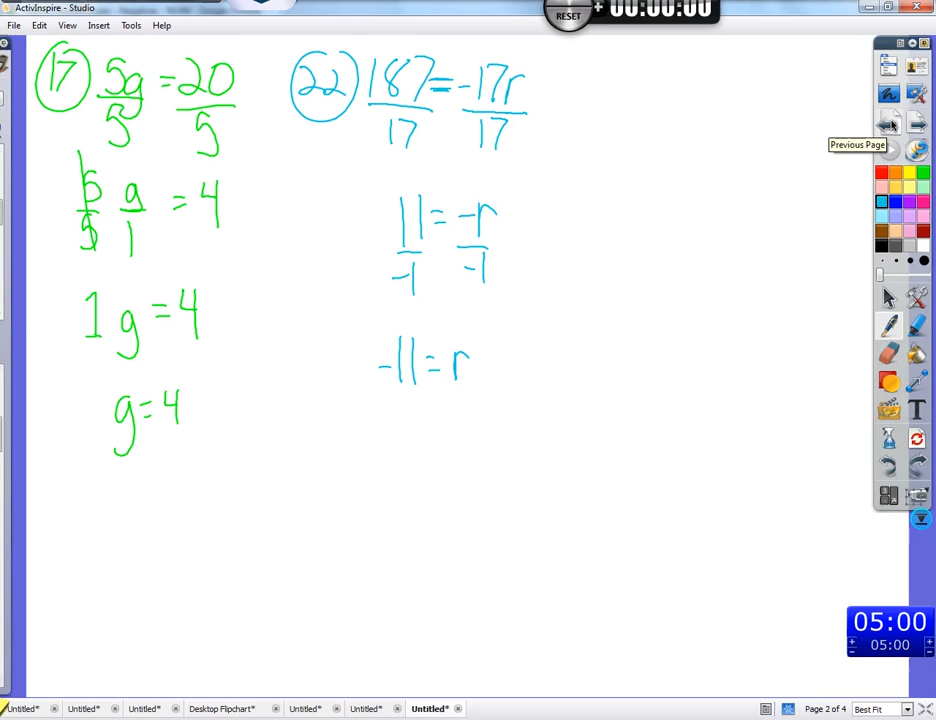 ActivInspire - Studio
RESET
00:00:00
File Edit View Insert Tools Help
17 5g = 20
5 5
5 g = 4
5 1
1g = 4
g = 4
22 187 = -17r
17 17
11 = -r
-1 -1
-11 = r
Previous Page
05:00
05:00
Untitled* Untitled* Untitled* Desktop Flipchart* Untitled* Untitled* Untitled*
Page 2 of 4 Best Fit